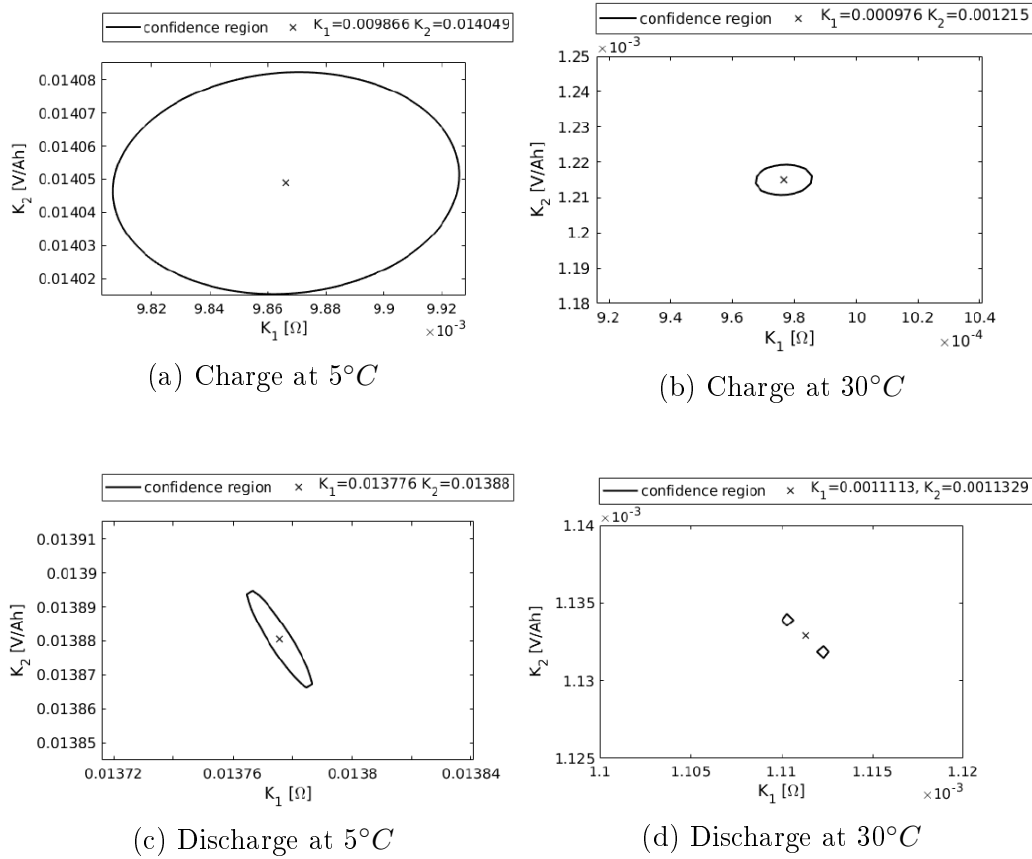 confidence region × K1=0.009866 K2=0.014049
0.01408
0.01407
0.01406
0.01405
0.01404
0.01403
0.01402
K2 [V/Ah]
9.82 9.84 9.86 9.88 9.9 9.92
K1 [Ω]
×10-3
(a) Charge at 5°C
confidence region × K1=0.000976 K2=0.001215
×10-3
1.25
1.24
1.23
1.22
1.21
1.2
1.19
1.18
K2 [V/Ah]
9.2 9.4 9.6 9.8 10 10.2 10.4
K1 [Ω]
×10-4
(b) Charge at 30°C
confidence region × K1=0.013776 K2=0.01388
0.01391
0.0139
0.01389
0.01388
0.01387
0.01386
0.01385
K2 [V/Ah]
0.01372 0.01376 0.0138 0.01384
K1 [Ω]
(c) Discharge at 5°C
confidence region × K1=0.0011113, K2=0.0011329
×10-3
1.14
1.135
1.13
1.125
K2 [V/Ah]
1.1 1.105 1.11 1.115 1.12
K1 [Ω]
×10-3
(d) Discharge at 30°C